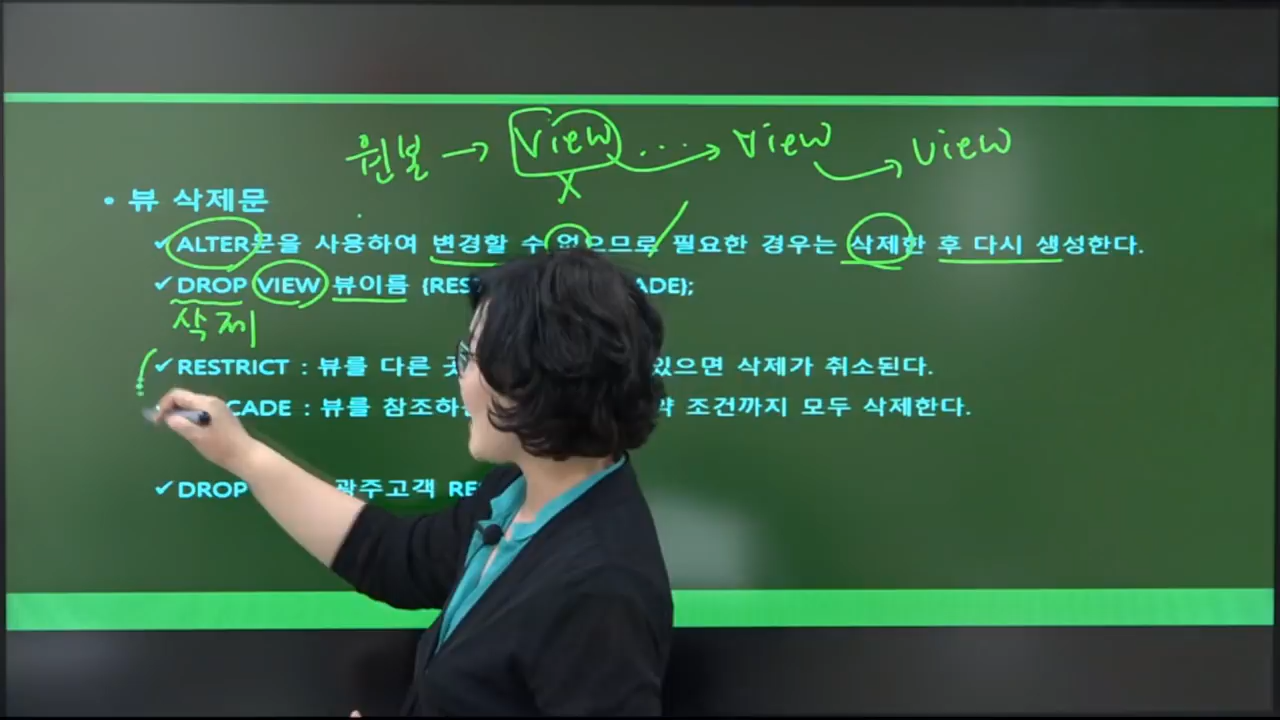 원본 → View ... → View → View
X
• 뷰 삭제문
✓ ALTER문을 사용하여 변경할 수 없으므로 필요한 경우는 삭제한 후 다시 생성한다.
✓ DROP VIEW 뷰이름 {RES ADE};
삭제
✓ RESTRICT : 뷰를 다른 있으면 삭제가 취소된다.
CADE : 뷰를 참조하 조건까지 모두 삭제한다.
✓ DROP 광주고객 RE